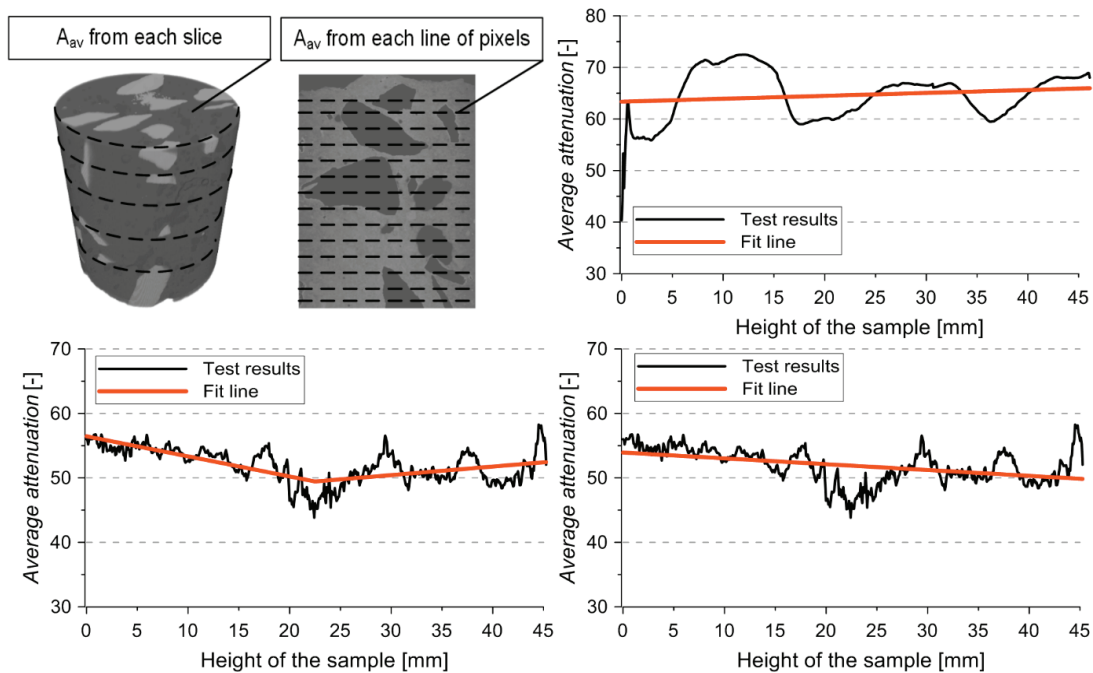 A_av from each slice
A_av from each line of pixels
80
70
60
50
40
30
Average attenuation [-]
Test results
Fit line
0 5 10 15 20 25 30 35 40 45
Height of the sample [mm]
70
60
50
40
30
Average attenuation [-]
Test results
Fit line
0 5 10 15 20 25 30 35 40 45
Height of the sample [mm]
70
60
50
40
30
Average attenuation [-]
Test results
Fit line
0 5 10 15 20 25 30 35 40 45
Height of the sample [mm]